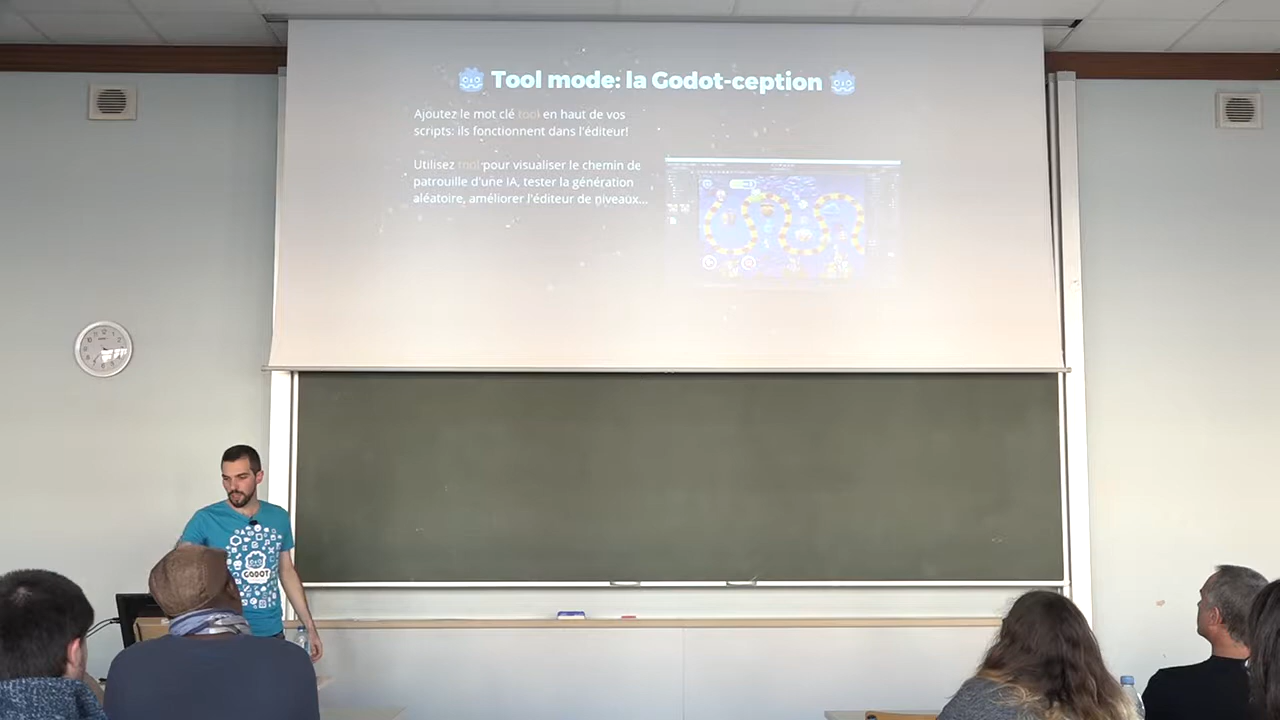 Tool mode: la Godot-ception
Ajoutez le mot clé tool en haut de vos
scripts: ils fonctionnent dans l'éditeur!
Utilisez tool pour visualiser le chemin de
patrouille d'une IA, tester la génération
aléatoire, améliorer l'éditeur de niveaux...
GODOT